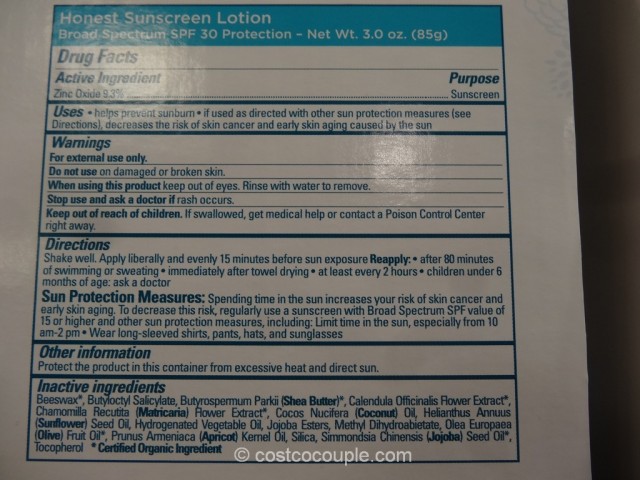 Honest Sunscreen Lotion
Broad Spectrum SPF 30 Protection – Net Wt. 3.0 oz. (85g)
Drug Facts
Active Ingredient Purpose
Zinc Oxide 9.3% Sunscreen
Uses • helps prevent sunburn • if used as directed with other sun protection measures (see
Directions), decreases the risk of skin cancer and early skin aging caused by the sun
Warnings
For external use only.
Do not use on damaged or broken skin.
When using this product keep out of eyes. Rinse with water to remove.
Stop use and ask a doctor if rash occurs.
Keep out of reach of children. If swallowed, get medical help or contact a Poison Control Center
right away.
Directions
Shake well. Apply liberally and evenly 15 minutes before sun exposure Reapply: • after 80 minutes
of swimming or sweating • immediately after towel drying • at least every 2 hours • children under 6
months of age: ask a doctor
Sun Protection Measures: Spending time in the sun increases your risk of skin cancer and
early skin aging. To decrease this risk, regularly use a sunscreen with Broad Spectrum SPF value of
15 or higher and other sun protection measures, including: Limit time in the sun, especially from 10
am-2 pm • Wear long-sleeved shirts, pants, hats, and sunglasses
Other information
Protect the product in this container from excessive heat and direct sun.
Inactive ingredients
Beeswax*, Butyloctyl Salicylate, Butyrospermum Parkii (Shea Butter)*, Calendula Officinalis Flower Extract*,
Chamomilla Recutita (Matricaria) Flower Extract*, Cocos Nucifera (Coconut) Oil, Helianthus Annuus
(Sunflower) Seed Oil, Hydrogenated Vegetable Oil, Jojoba Esters, Methyl Dihydroabietate, Olea Europaea
(Olive) Fruit Oil*, Prunus Armeniaca (Apricot) Kernel Oil, Silica, Simmondsia Chinensis (Jojoba) Seed Oil*,
Tocopherol * Certified Organic Ingredient
© costcocouple.com